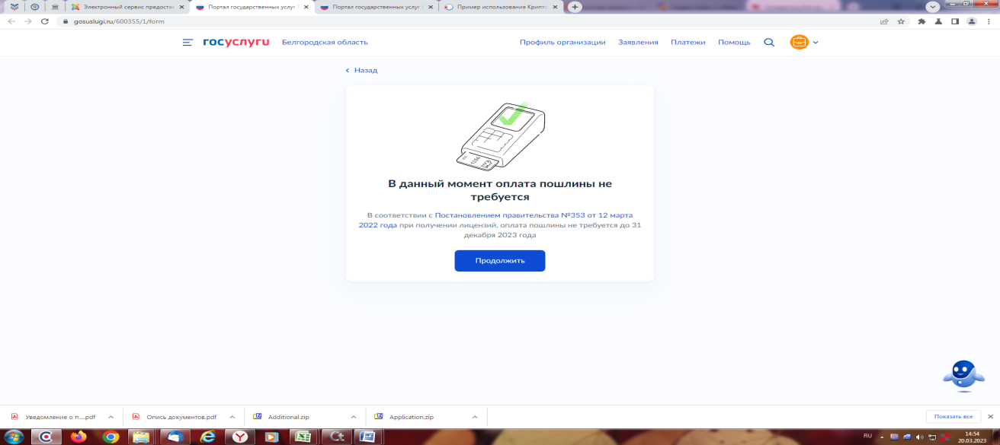 Электронный сервис предостав
Портал государственных услуг
Портал государственных услуг
Пример использования Крипто
gosuslugi.ru/600355/1/form
госуслуги
Белгородская область
Профиль организации
Заявления
Платежи
Помощь
Назад
В данный момент оплата пошлины не
требуется
В соответствии с Постановлением правительства №353 от 12 марта
2022 года при получении лицензий, оплата пошлины не требуется до 31
декабря 2023 года
Продолжить
Уведомление о п....pdf
Опись документов.pdf
Additional.zip
Application.zip
Показать все
RU
14:54
20.03.2023